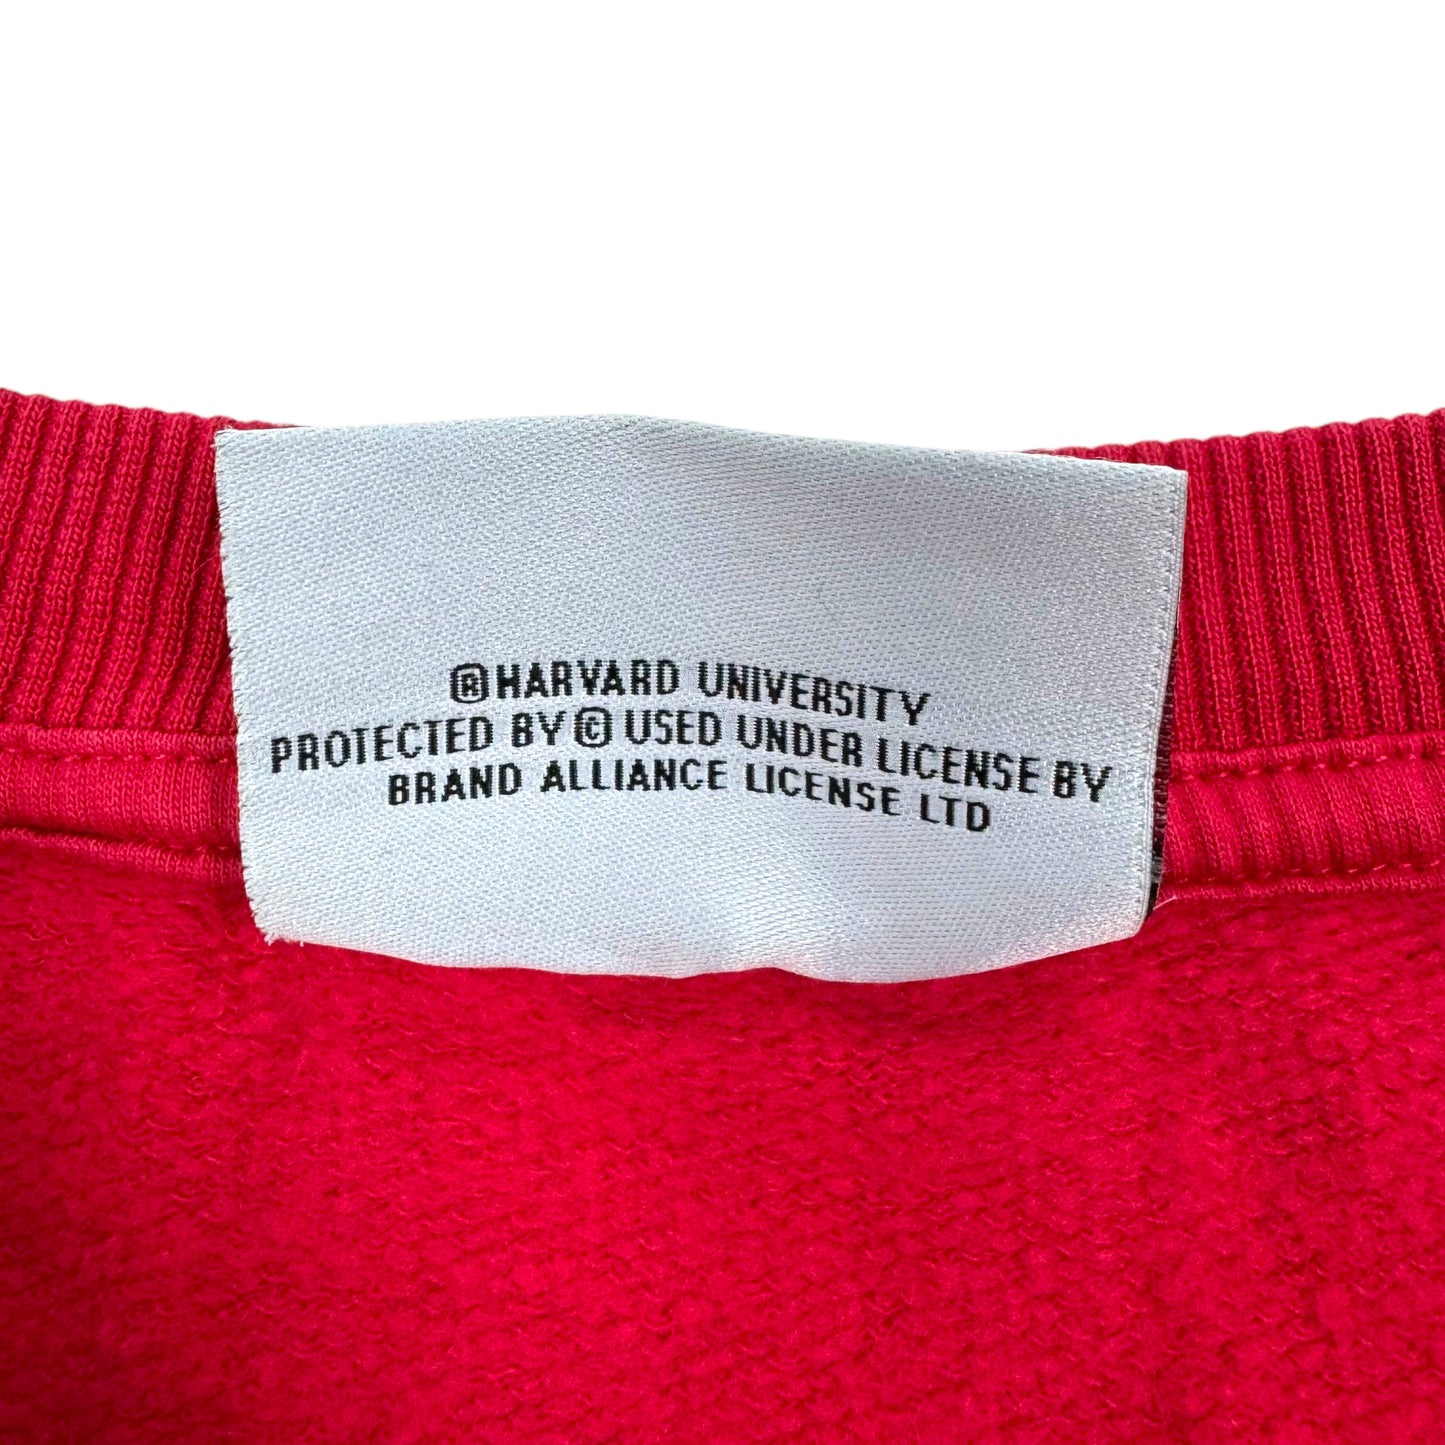 ®HARVARD UNIVERSITY
PROTECTED BY © USED UNDER LICENSE BY
BRAND ALLIANCE LICENSE LTD